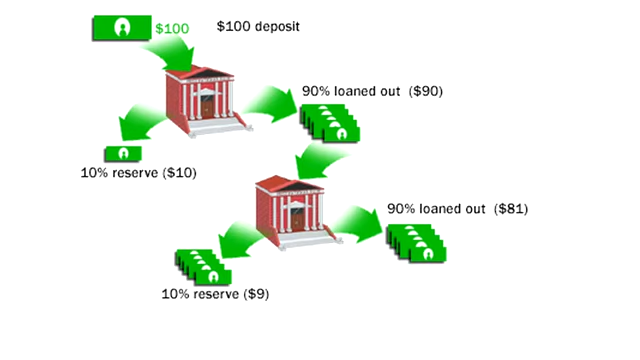 $100
$100 deposit
90% loaned out ($90)
10% reserve ($10)
90% loaned out ($81)
10% reserve ($9)